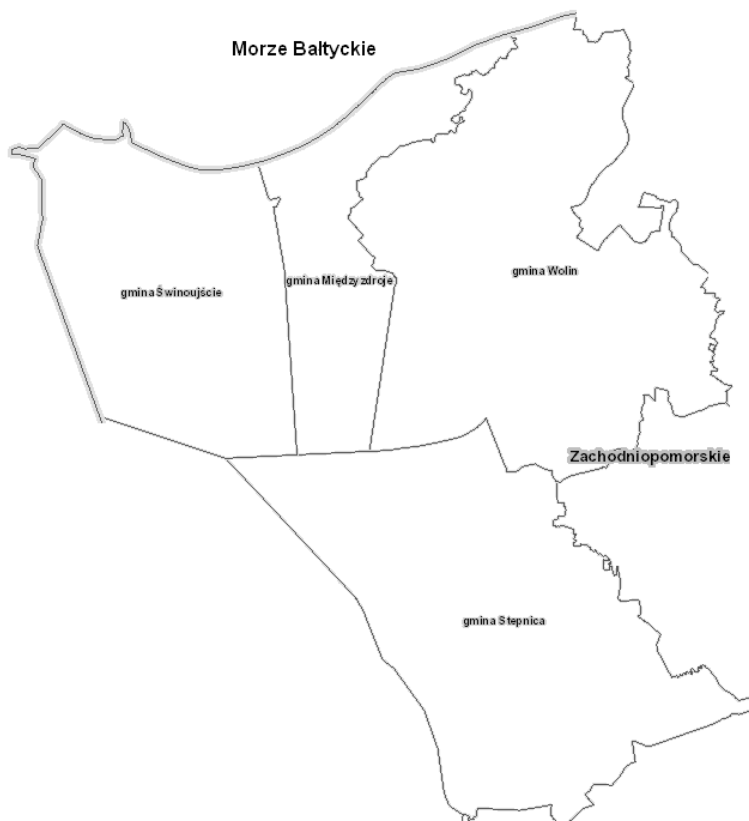 Morze Bałtyckie
gmina Wolin
gmina Międzyzdroje
gmina Świnoujście
Zachodniopomorskie
gmina Stepnica